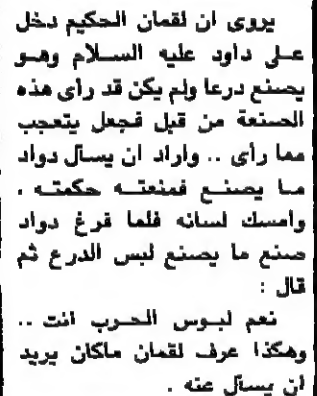 يروى ان لقمان الحكيم دخل
على داود عليه السلام وهو
يصنع درعا ولم يكن قد رأى هذه
الصنعة من قبل فجعل يتعجب
مما رأى .. واراد ان يسأل دواد
ما يصنع فمنعته حكمته .
وامسك لسانه فلما فرغ دواد
صنع ما يصنع لبس الدرع ثم
قال :
نعم لبوس الحرب انت ..
وهكذا عرف لقمان ماكان يريد
ان يسأل عنه .